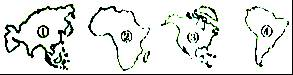 ① ② ③ ④